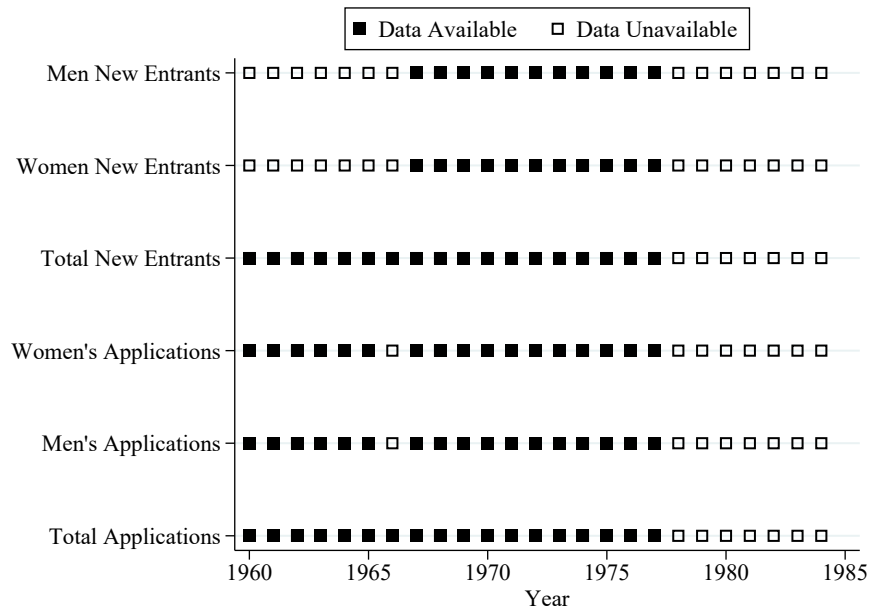 Data Available Data Unavailable
Men New Entrants
Women New Entrants
Total New Entrants
Women's Applications
Men's Applications
Total Applications
1960 1965 1970 1975 1980 1985
Year